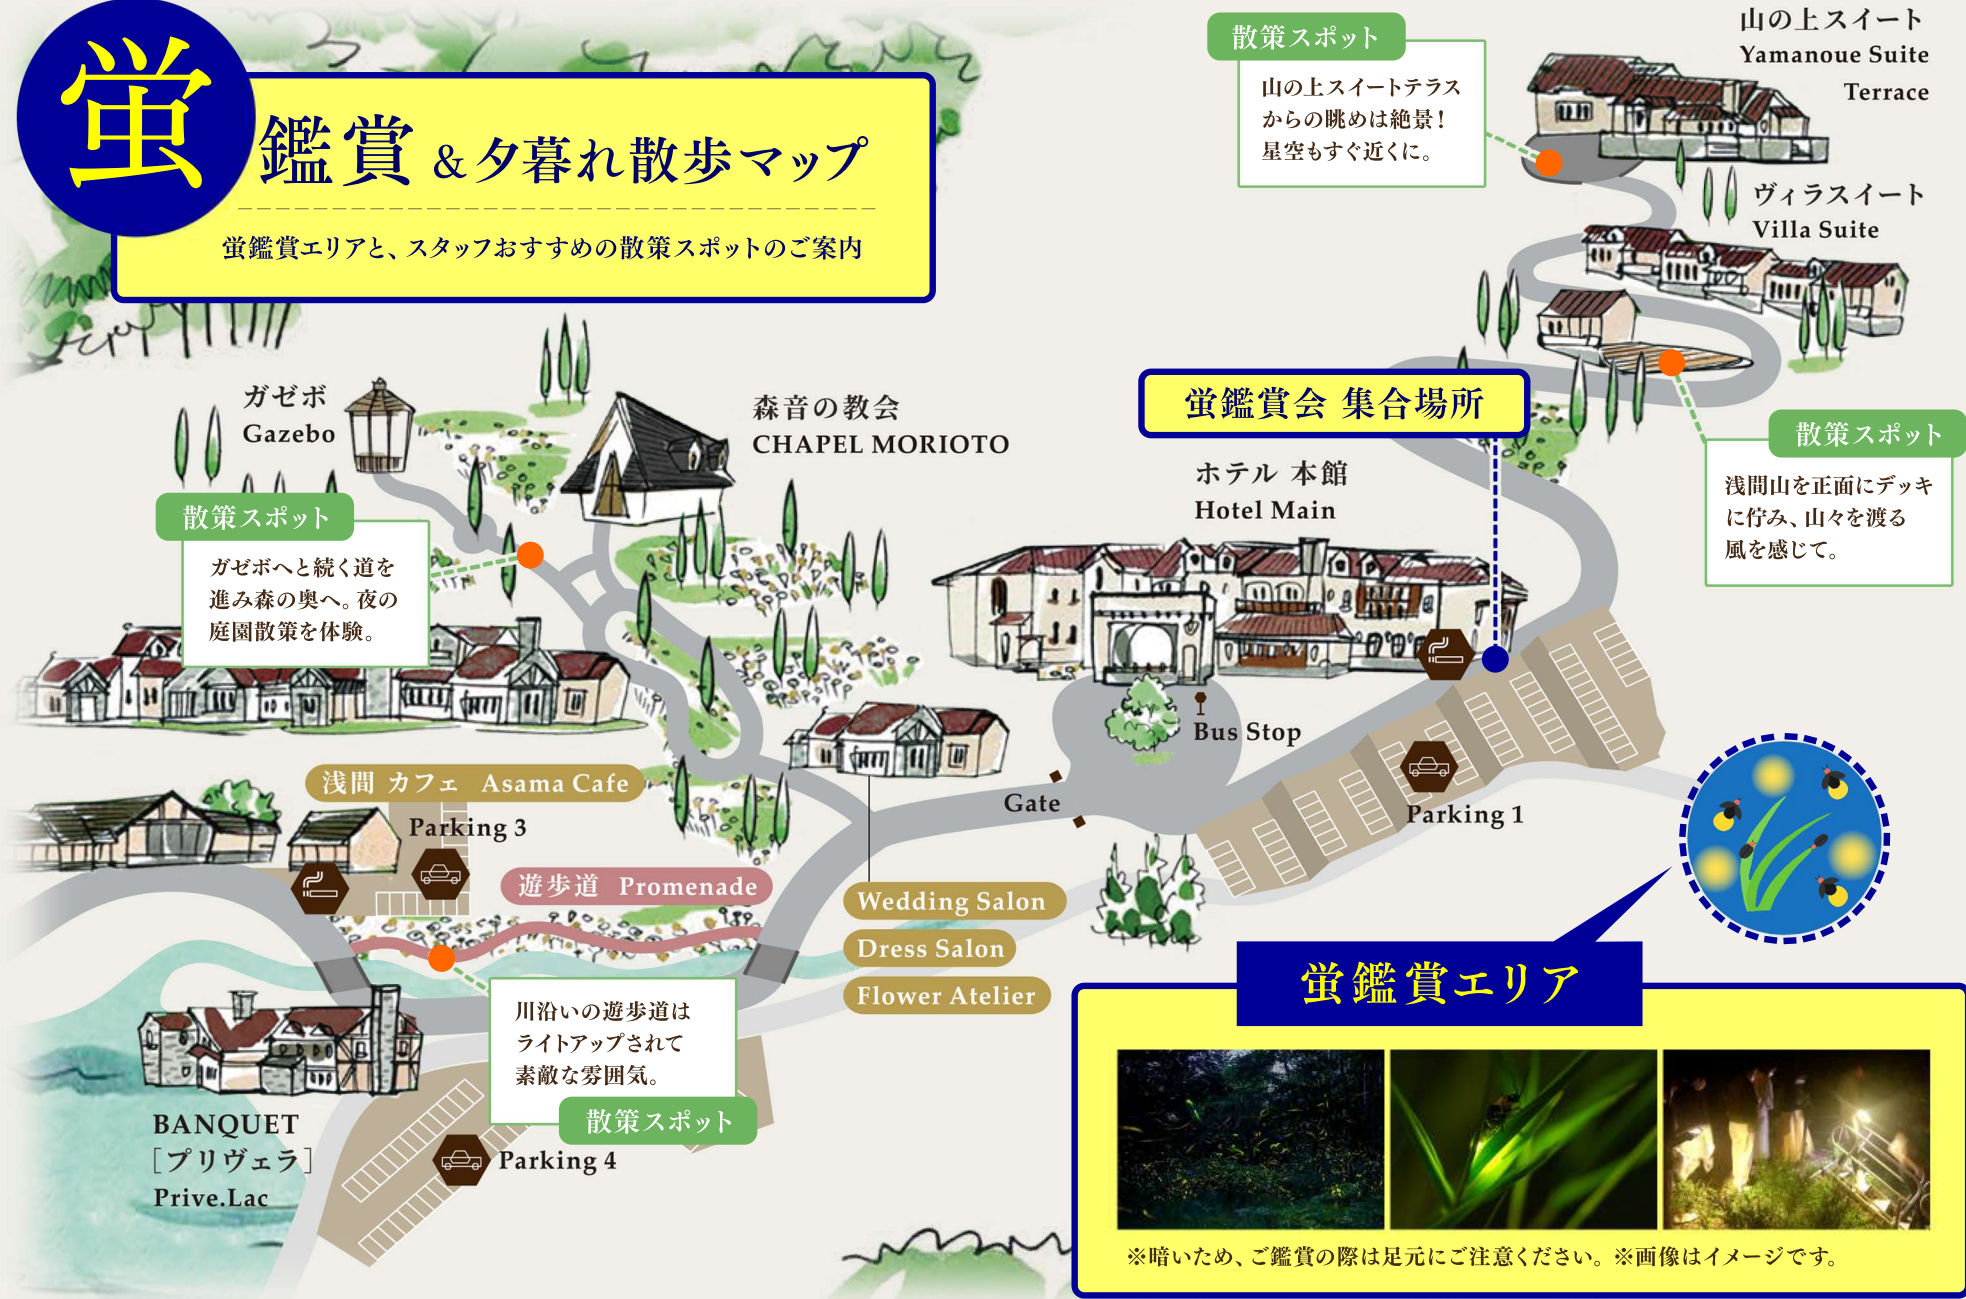 蛍鑑賞&夕暮れ散歩マップ
蛍鑑賞エリアと、スタッフおすすめの散策スポットのご案内
散策スポット
山の上スイートテラス
からの眺めは絶景!
星空もすぐ近くに。
山の上スイート
Yamanoue Suite
Terrace
ヴィラスイート
Villa Suite
散策スポット
浅間山を正面にデッキ
に佇み、山々を渡る
風を感じて。
蛍鑑賞会 集合場所
ホテル 本館
Hotel Main
ガゼボ
Gazebo
森音の教会
CHAPEL MORIOTO
散策スポット
ガゼボへと続く道を
進み森の奥へ。夜の
庭園散策を体験。
Bus Stop
Gate
Parking 1
浅間 カフェ Asama Cafe
Parking 3
遊歩道 Promenade
Wedding Salon
Dress Salon
Flower Atelier
川沿いの遊歩道は
ライトアップされて
素敵な雰囲気。
散策スポット
BANQUET
[プリヴェラ]
Prive.Lac
Parking 4
蛍鑑賞エリア
※暗いため、ご鑑賞の際は足元にご注意ください。※画像はイメージです。